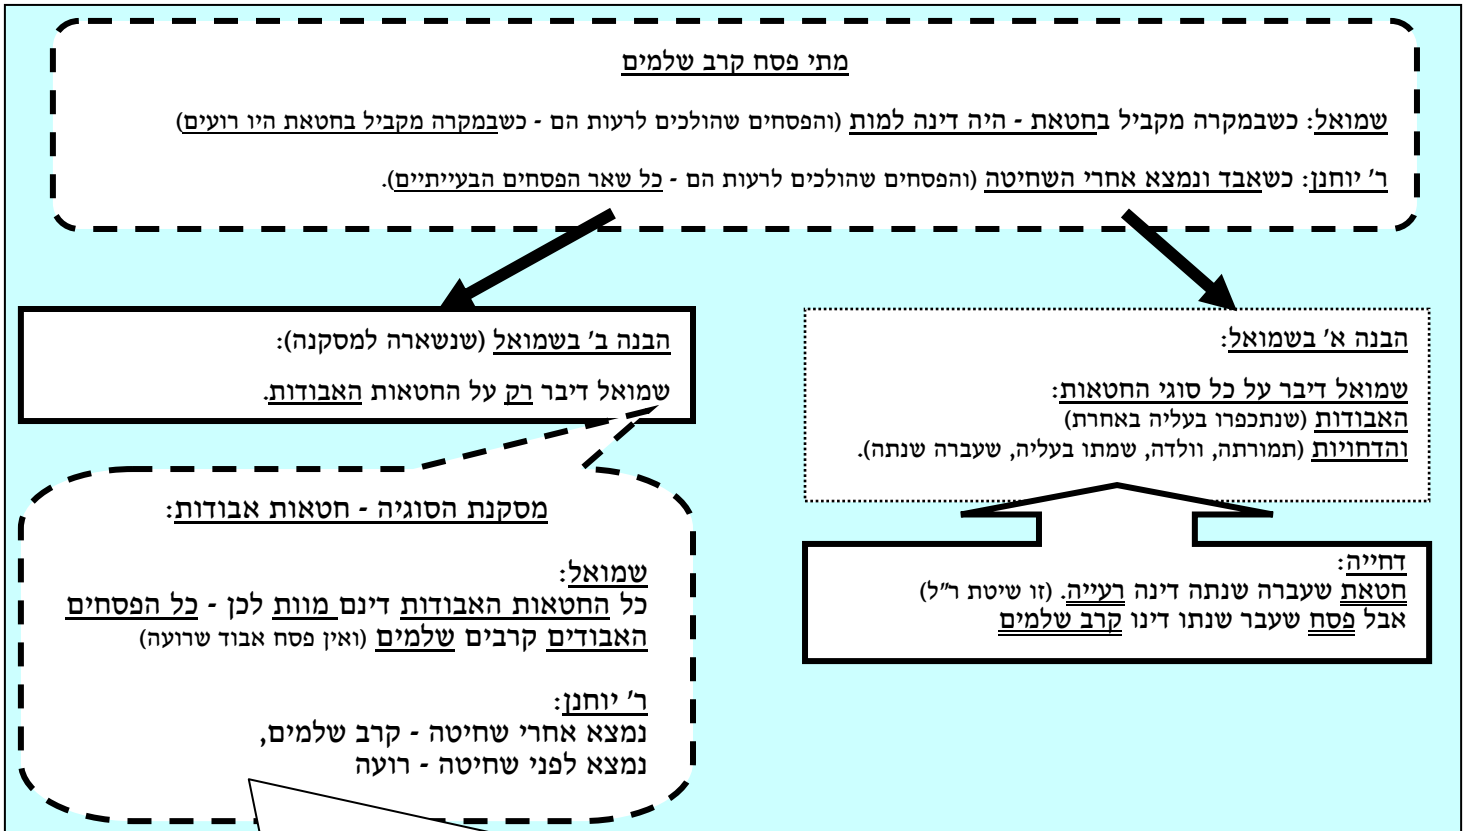 מתי פסח קרב שלמים
שמואל: כשבמקרה מקביל בחטאת - היה דינה למות (והפסחים שהולכים לרעות הם - כשבמקרה מקביל בחטאת היו רועים)
ר' יוחנן: כשאבד ונמצא אחרי השחיטה (והפסחים שהולכים לרעות הם - כל שאר הפסחים הבעייתיים).
הבנה א' בשמואל:
שמואל דיבר על כל סוגי החטאות:
האבודות (שנתכפרו בעליה באחרת)
והדחויות (תמורתה, וולדה, שמתו בעליה, שעברה שנתה).
דחייה:
חטאת שעברה שנתה דינה רעייה. (זו שיטת ר"ל)
אבל פסח שעבר שנתו דינו קרב שלמים
הבנה ב' בשמואל (שנשארה למסקנה):
שמואל דיבר רק על החטאות האבודות.
מסקנת הסוגיה - חטאות אבודות:
שמואל:
כל החטאות האבודות דינם מוות לכן - כל הפסחים
האבודים קרבים שלמים (ואין פסח אבוד שרועה)
ר' יוחנן:
נמצא אחרי שחיטה - קרב שלמים,
נמצא לפני שחיטה - רועה